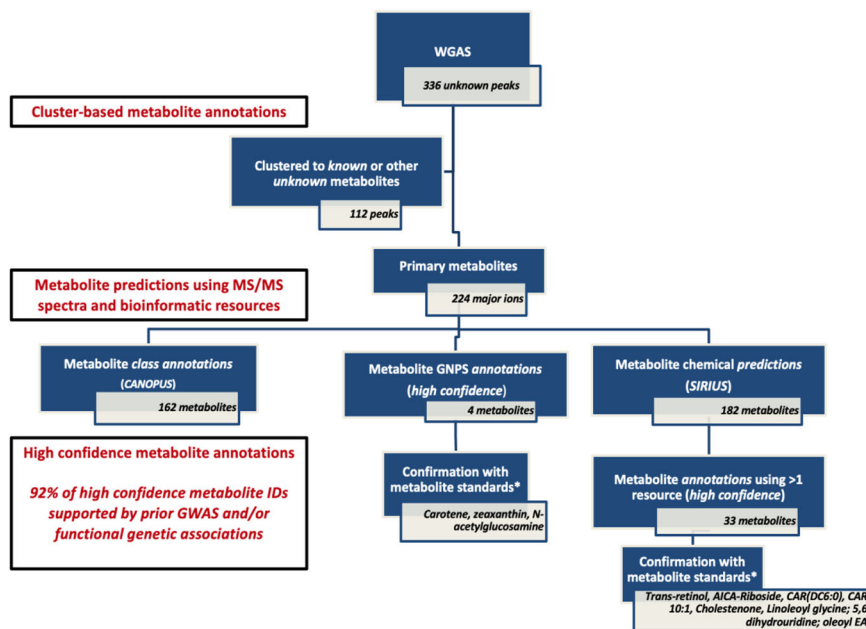 WGAS
336 unknown peaks
Cluster-based metabolite annotations
Clustered to known or other
unknown metabolites
112 peaks
Primary metabolites
224 major ions
Metabolite predictions using MS/MS
spectra and bioinformatic resources
Metabolite class annotations
(CANOPUS)
162 metabolites
Metabolite GNPS annotations
(high confidence)
4 metabolites
Metabolite chemical predictions
(SIRIUS)
182 metabolites
High confidence metabolite annotations
92% of high confidence metabolite IDs
supported by prior GWAS and/or
functional genetic associations
Confirmation with
metabolite standards*
Carotene, zeaxanthin, N-
acetylglucosamine
Metabolite annotations using >1
resource (high confidence)
33 metabolites
Confirmation with
metabolite standards*
Trans-retinol, AICA-Riboside, CAR(DC6:0), CAR
10:1, Cholestenone, Linoleoyl glycine; 5,6
dihydrouridine; oleoyl EA